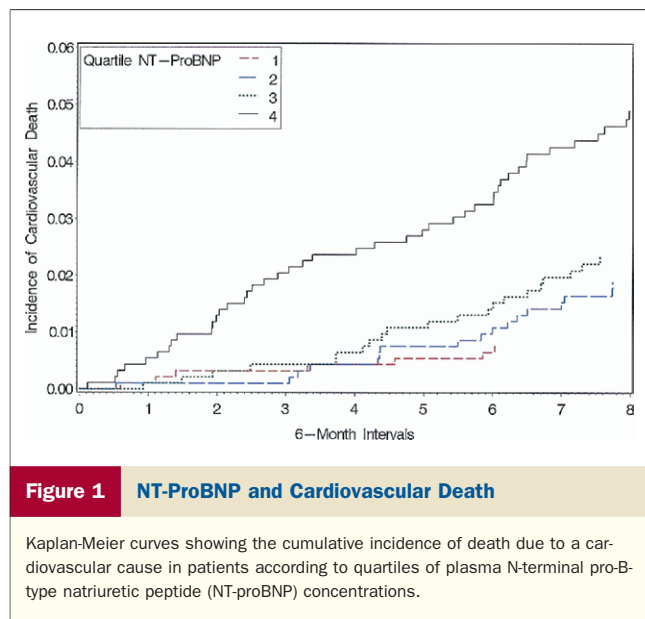 0.06
Quartile NT-ProBNP
1
2
3
4
0.05
0.04
0.03
0.02
0.01
0.00
Incidence of Cardiovascular Death
0 1 2 3 4 5 6 7 8
6-Month Intervals
Figure 1 NT-ProBNP and Cardiovascular Death
Kaplan-Meier curves showing the cumulative incidence of death due to a car-
diovascular cause in patients according to quartiles of plasma N-terminal pro-B-
type natriuretic peptide (NT-proBNP) concentrations.